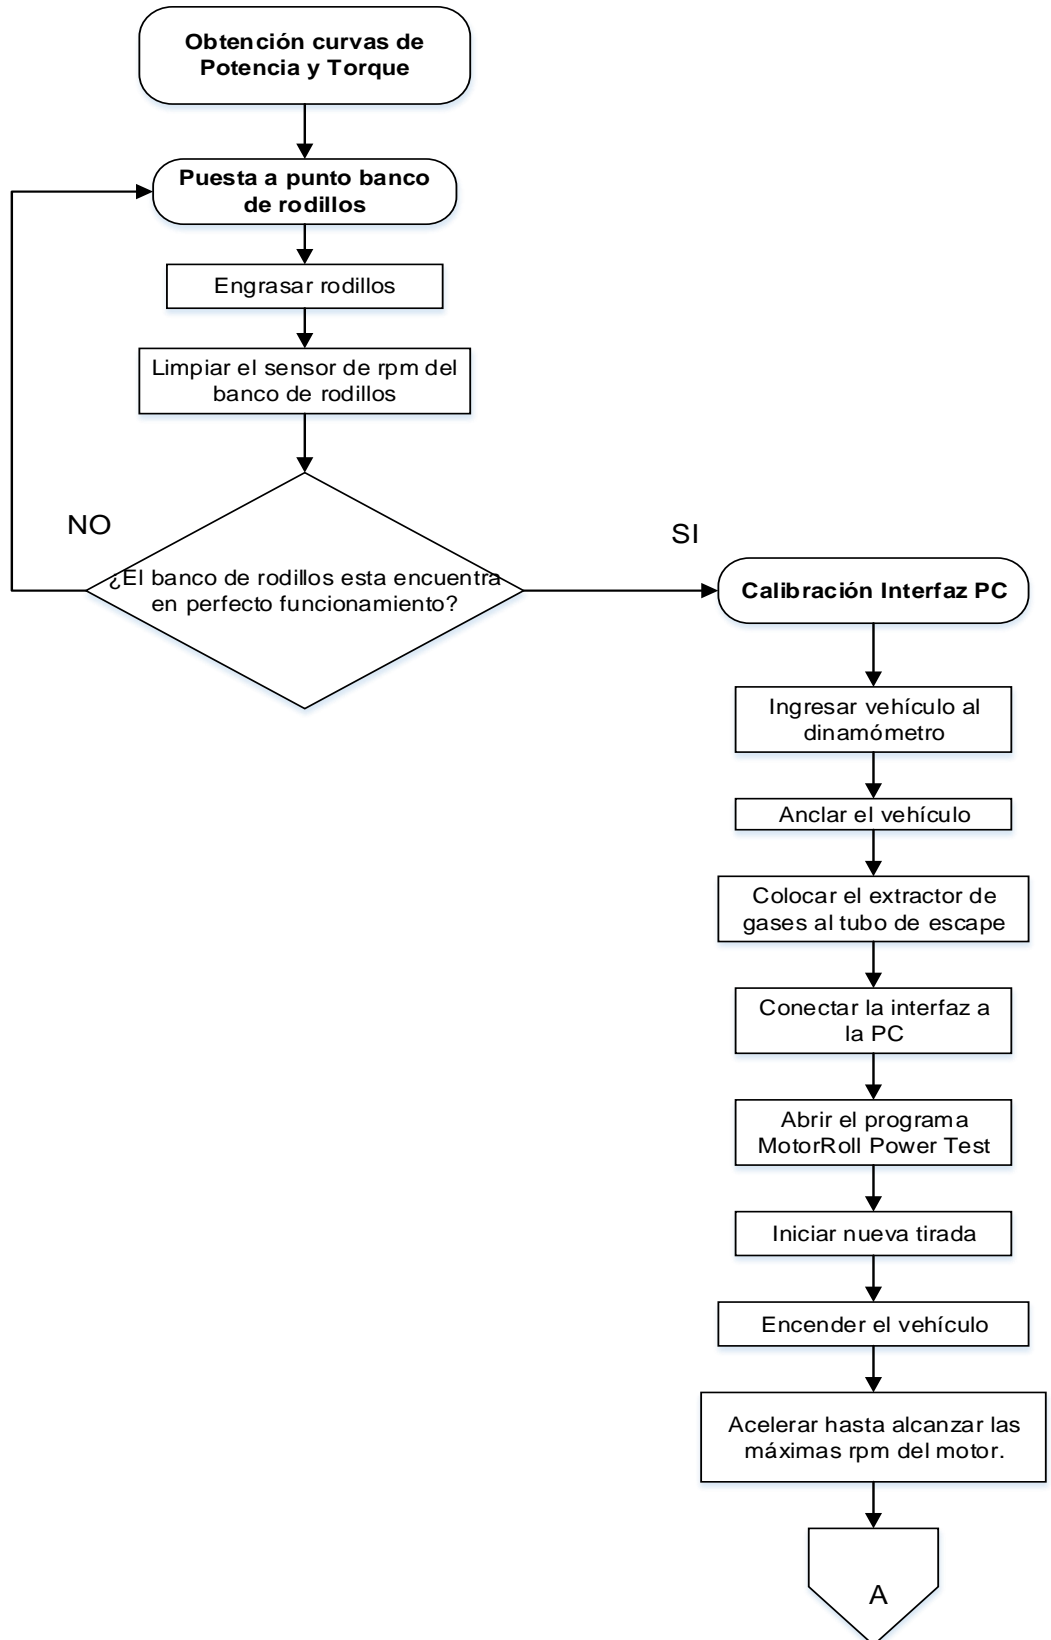 Obtención curvas de
Potencia y Torque
Puesta a punto banco
de rodillos
Engrasar rodillos
Limpiar el sensor de rpm del
banco de rodillos
NO
¿El banco de rodillos esta encuentra
en perfecto funcionamiento?
SI
Calibración Interfaz PC
Ingresar vehículo al
dinamómetro
Anclar el vehículo
Colocar el extractor de
gases al tubo de escape
Conectar la interfaz a
la PC
Abrir el programa
MotorRoll Power Test
Iniciar nueva tirada
Encender el vehículo
Acelerar hasta alcanzar las
máximas rpm del motor.
A